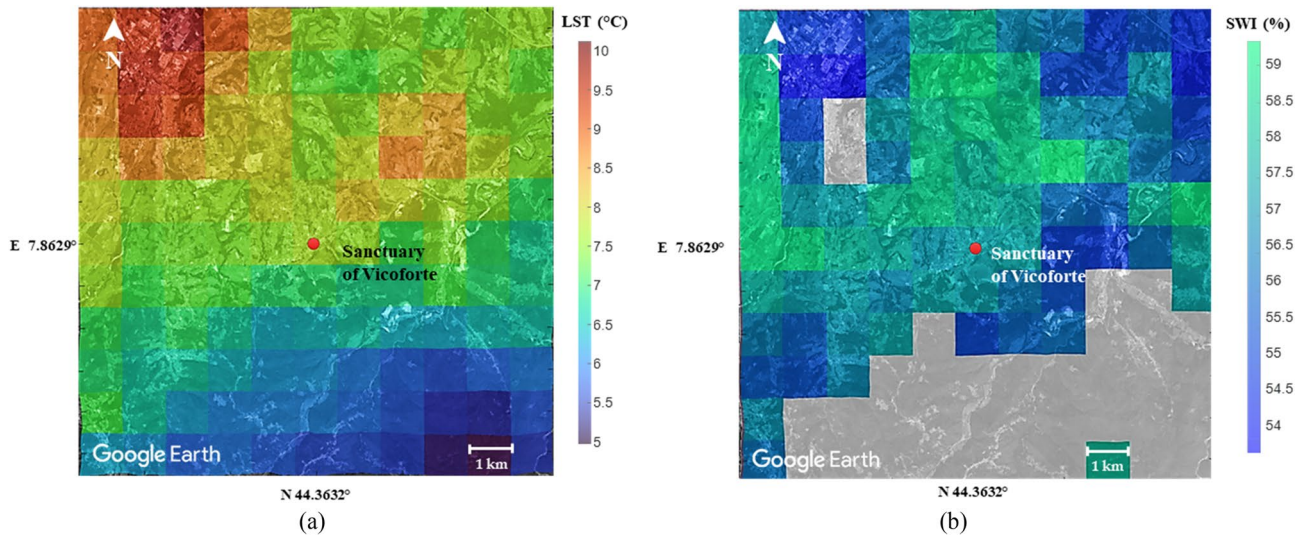 LST (°C)
N
10
9.5
9
8.5
8
7.5
7
6.5
6
5.5
5
E 7.8629°
Sanctuary
of Vicoforte
Google Earth
1 km
N 44.3632°
(a)
SWI (%)
N
59
58.5
58
57.5
57
56.5
56
55.5
55
54.5
54
E 7.8629°
Sanctuary
of Vicoforte
Google Earth
1 km
N 44.3632°
(b)